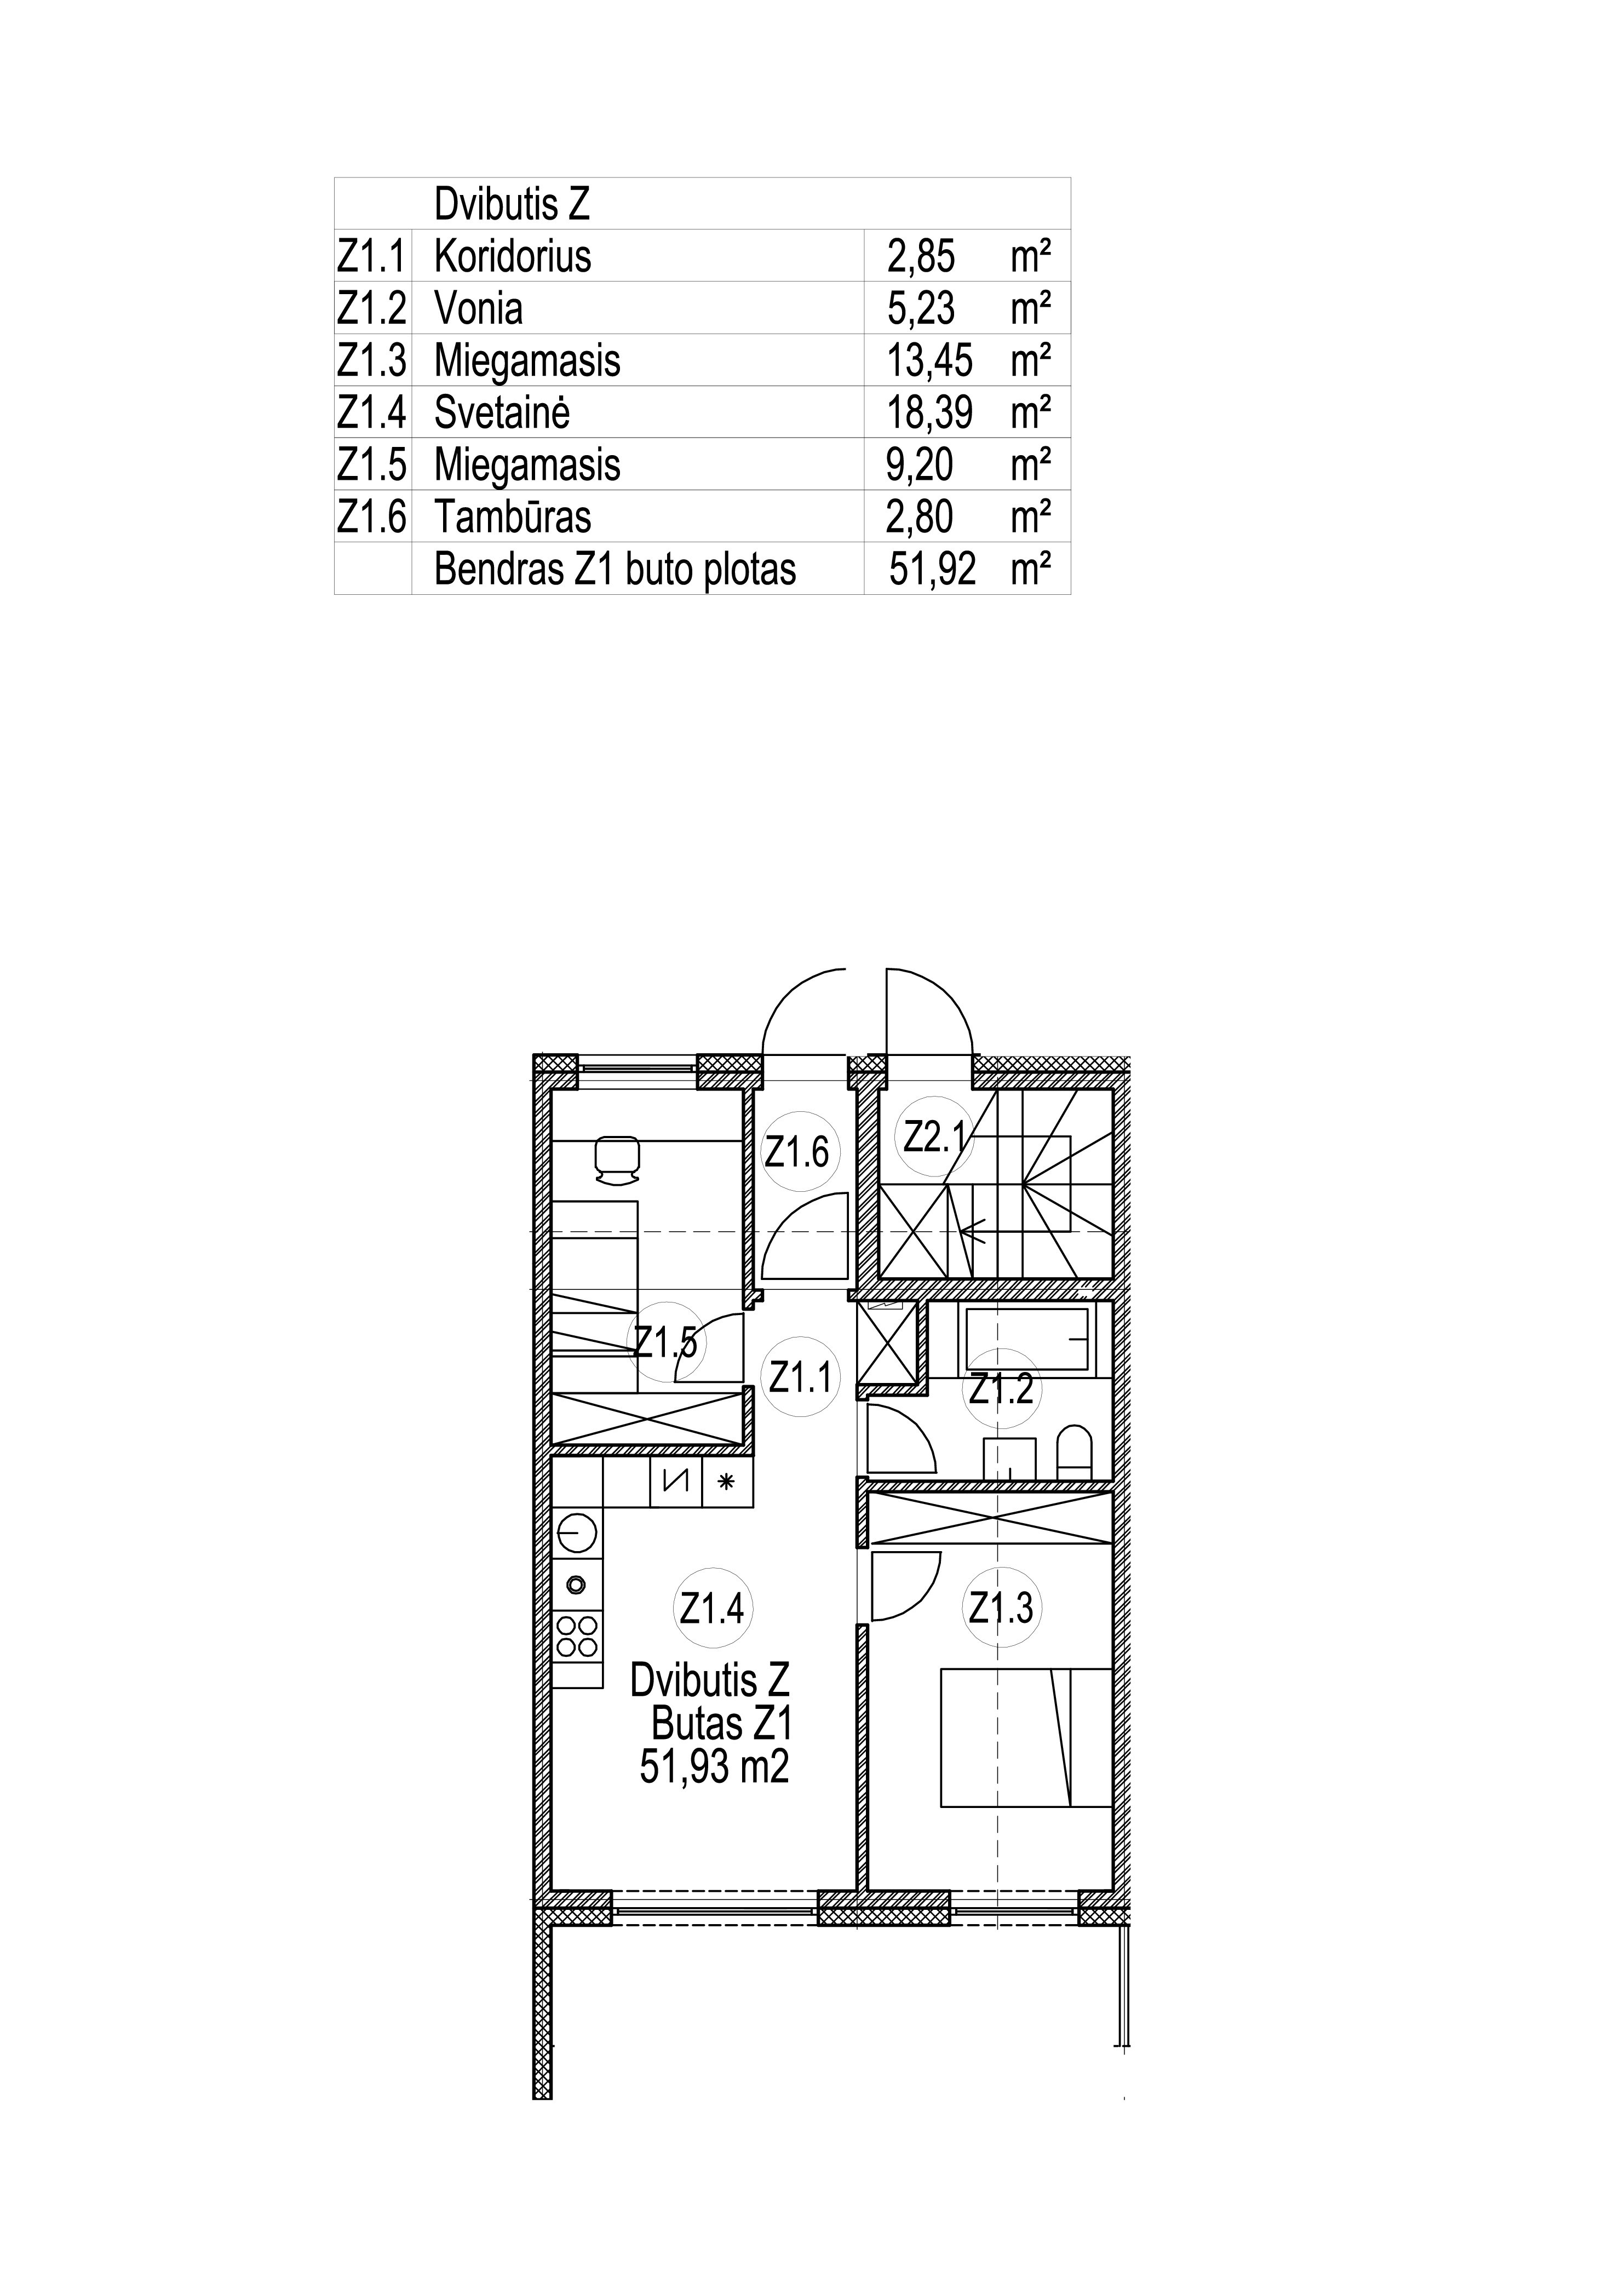 Dvibutis Z
Z1.1 Koridorius 2,85 m²
Z1.2 Vonia 5,23 m²
Z1.3 Miegamasis 13,45 m²
Z1.4 Svetainė 18,39 m²
Z1.5 Miegamasis 9,20 m²
Z1.6 Tambūras 2,80 m²
Bendras Z1 buto plotas 51,92 m²
Z1.6
Z2.1
Z1.5
Z1.1
Z1.2
Z1.4
Z1.3
Dvibutis Z
Butas Z1
51,93 m2